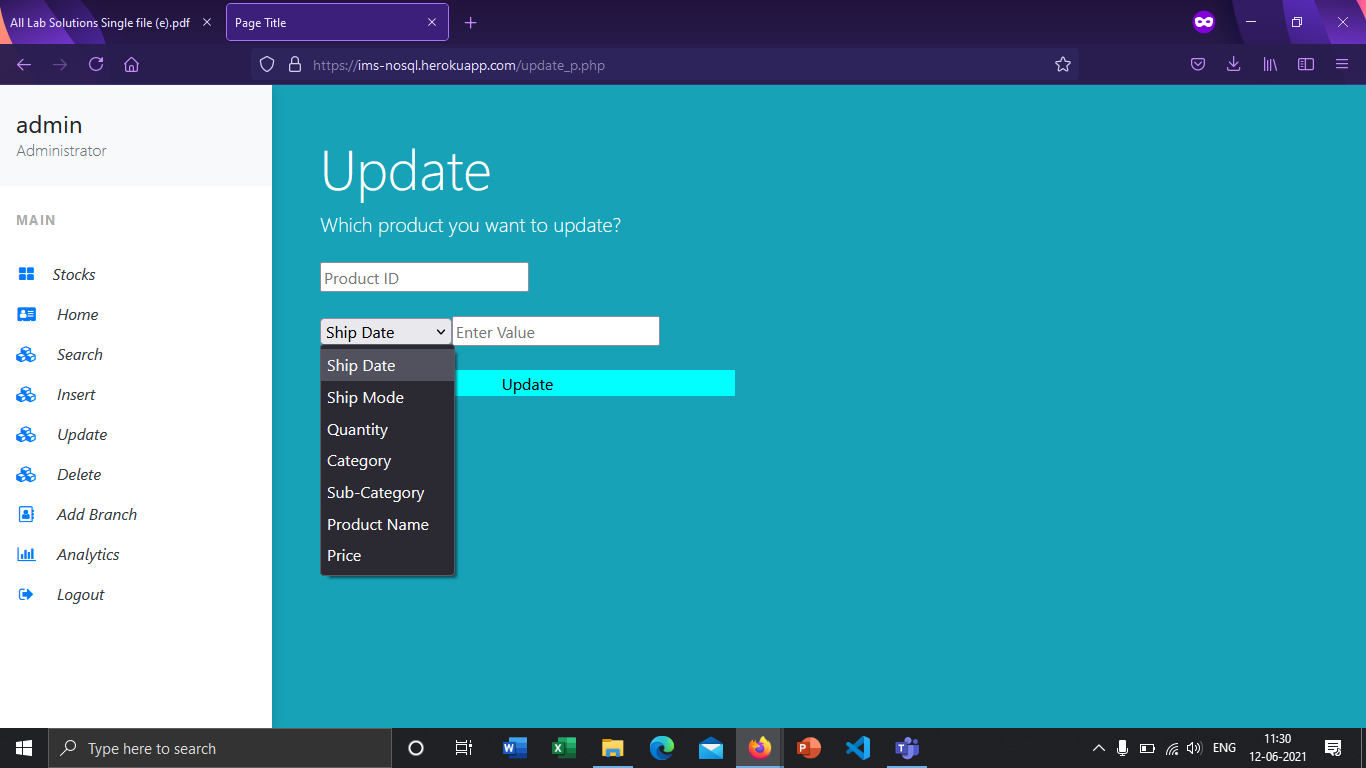 All Lab Solutions Single file (e).pdf
Page Title
https://ims-nosql.herokuapp.com/update_p.php
admin
Administrator
MAIN
Stocks
Home
Search
Insert
Update
Delete
Add Branch
Analytics
Logout
Update
Which product you want to update?
Product ID
Ship Date Enter Value
Ship Date
Ship Mode
Quantity
Category
Sub-Category
Product Name
Price
Update
Type here to search
ENG
11:30
12-06-2021